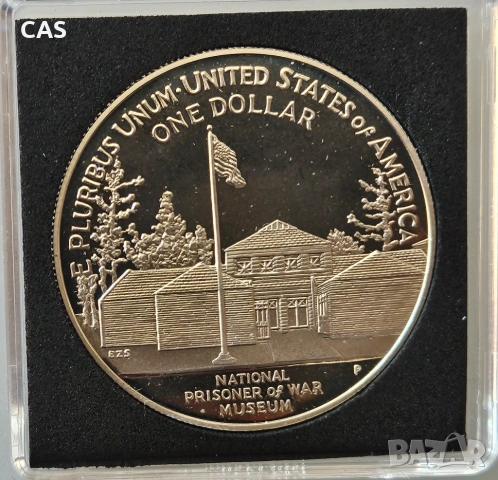 CAS
E PLURIBUS UNUM · UNITED STATES OF AMERICA
ONE DOLLAR
EZS
P
NATIONAL
PRISONER OF WAR
MUSEUM
BAZAR